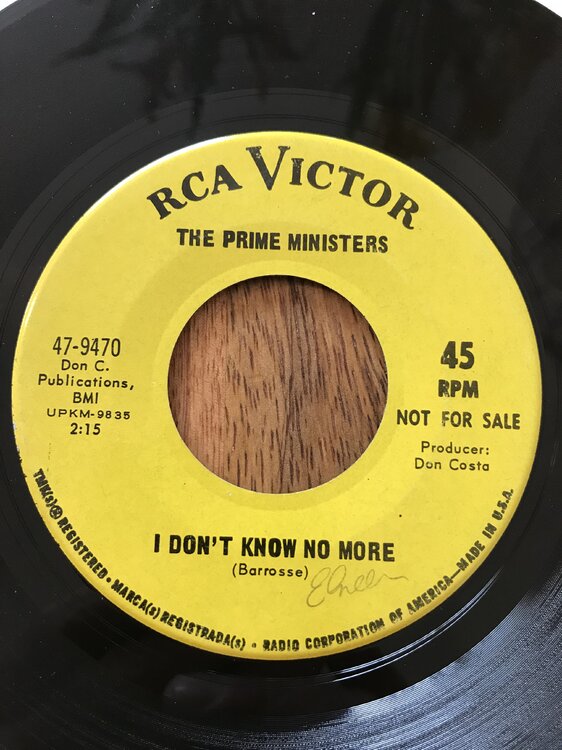 RCA VICTOR
THE PRIME MINISTERS
47-9470
Don C.
Publications,
BMI
UPKM-9835
2:15
45
RPM
NOT FOR SALE
Producer:
Don Costa
I DON'T KNOW NO MORE
(Barrosse)
TMK(s) ® REGISTERED • MARCA(s) REGISTRADA(s) • RADIO CORPORATION OF AMERICA—MADE IN U.S.A.